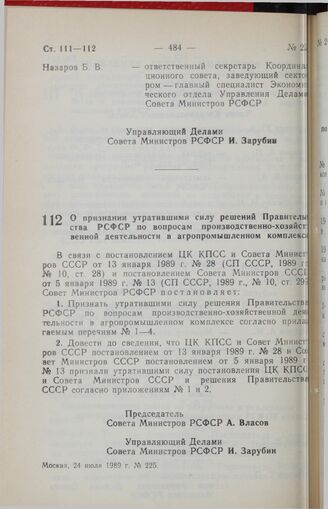 Ст. 111—112 — 484 — № 22
Назаров Б. В. — ответственный секретарь Координа
ционного совета, заведующий секто
ром — главный специалист Экономи
ческого отдела Управления Делами
Совета Министров РСФСР
Управляющий Делами
Совета Министров РСФСР И. Зарубин
112 О признании утратившими силу решений Правитель
ства РСФСР по вопросам производственно-хозяйст
венной деятельности в агропромышленном комплексе
В связи с постановлением ЦК КПСС и Совета Минист
ров СССР от 13 января 1989 г. № 28 (СП СССР, 1989 г.
№ 10, ст. 28) и постановлением Совета Министров СССР
от 5 января 1989 г. № 13 (СП СССР, 1989 г., № 10, ст. 29)
Совет Министров РСФСР постановляет:
1. Признать утратившими силу решения Правительства
РСФСР по вопросам производственно-хозяйственной дея
тельности в агропромышленном комплексе согласно прила
гаемым перечням № 1—4.
2. Довести до сведения, что ЦК КПСС и Совет Минист
ров СССР постановлением от 13 января 1989 г. № 28 и Со
вет Министров СССР постановлением от 5 января 1989 г.
№ 13 признали утратившими силу постановления ЦК КПСС
и Совета Министров СССР и решения Правительства
СССР согласно приложениям № 1 и 2.
Председатель
Совета Министров РСФСР А. Власов
Управляющий Делами
Совета Министров РСФСР И. Зарубин
Москва, 24 июля 1989 г. № 225.